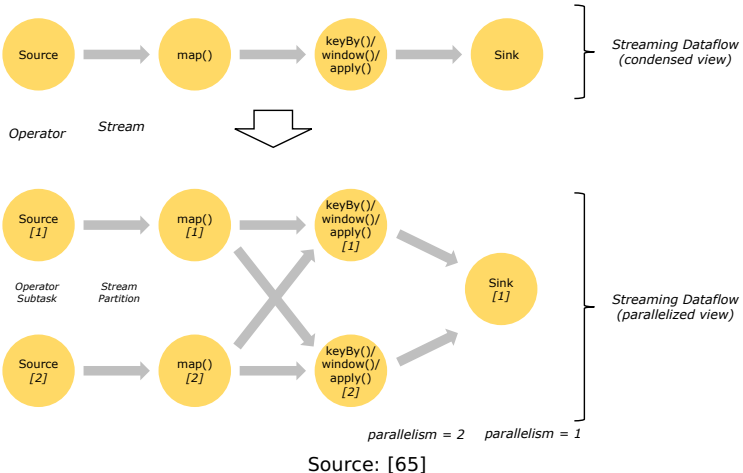 Source
map()
keyBy()/
window()/
apply()
Sink
Streaming Dataflow
(condensed view)
Operator
Stream
Source
[1]
map()
[1]
keyBy()/
window()/
apply()
[1]
Sink
[1]
Operator
Subtask
Stream
Partition
Streaming Dataflow
(parallelized view)
Source
[2]
map()
[2]
keyBy()/
window()/
apply()
[2]
parallelism = 2
parallelism = 1
Source: [65]